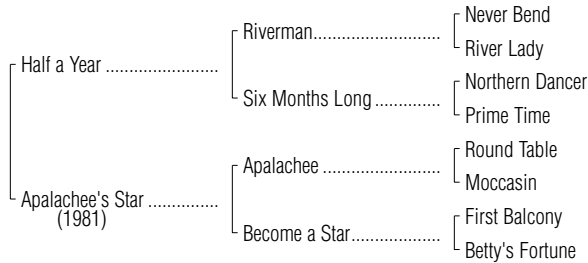 Never Bend
Riverman
River Lady
Half a Year
Northern Dancer
Six Months Long
Prime Time
Round Table
Apalachee
Moccasin
Apalachee's Star
(1981)
First Balcony
Become a Star
Betty's Fortune